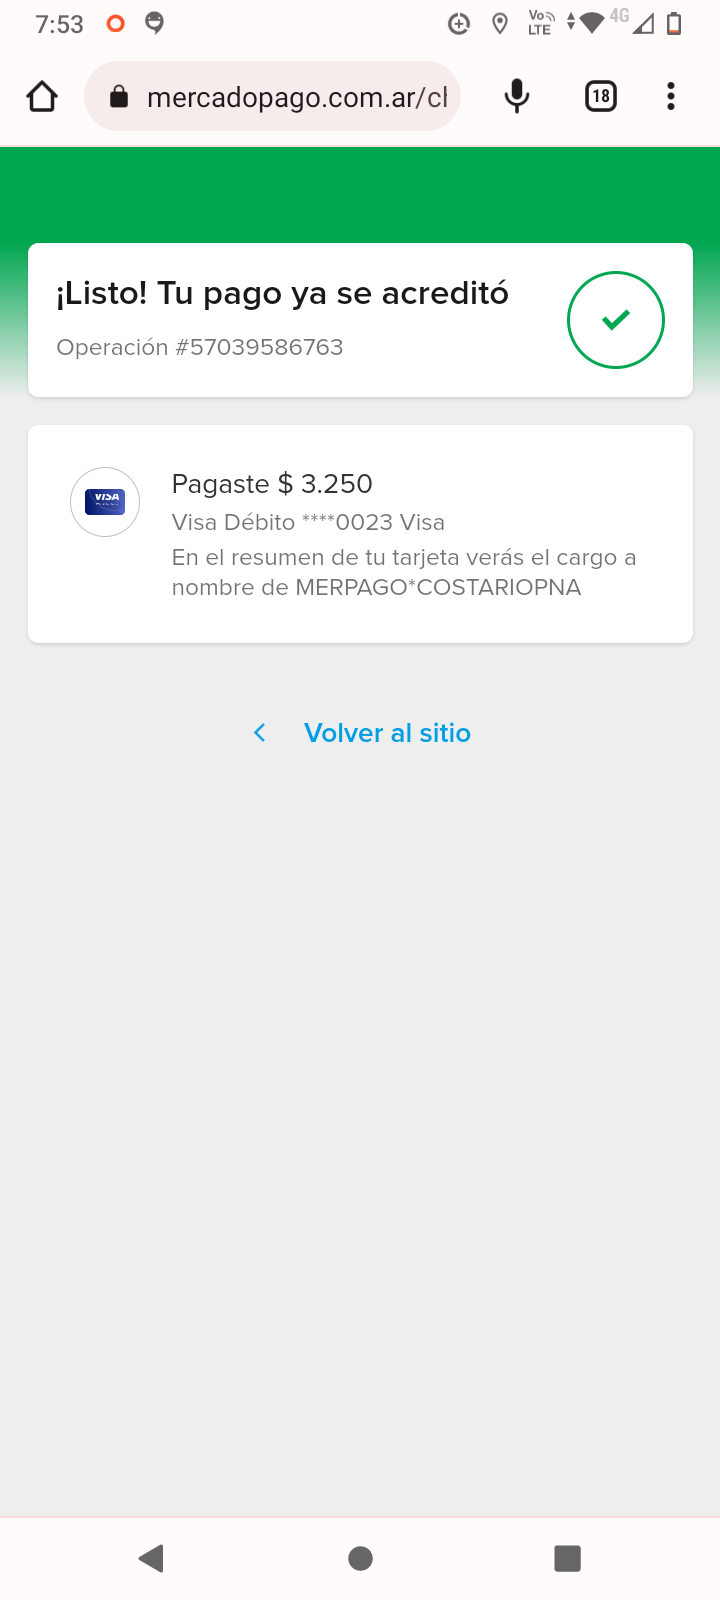 7:53
Vo
LTE
4G
mercadopago.com.ar/cl
18
¡Listo! Tu pago ya se acreditó
Operación #57039586763
VISA
Pagaste $ 3.250
Visa Débito ****0023 Visa
En el resumen de tu tarjeta verás el cargo a
nombre de MERPAGO*COSTARIOPNA
Volver al sitio